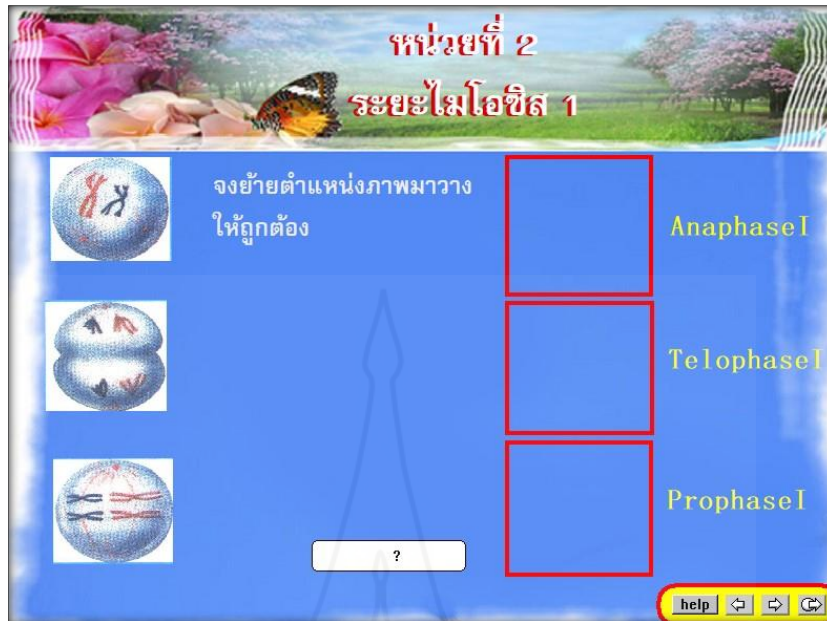 หน่วยที่ 2
ระยะไมโอซิส 1
จงย้ายตำแหน่งภาพมาวาง
ให้ถูกต้อง
AnaphaseI
TelophaseI
ProphaseI
?
help